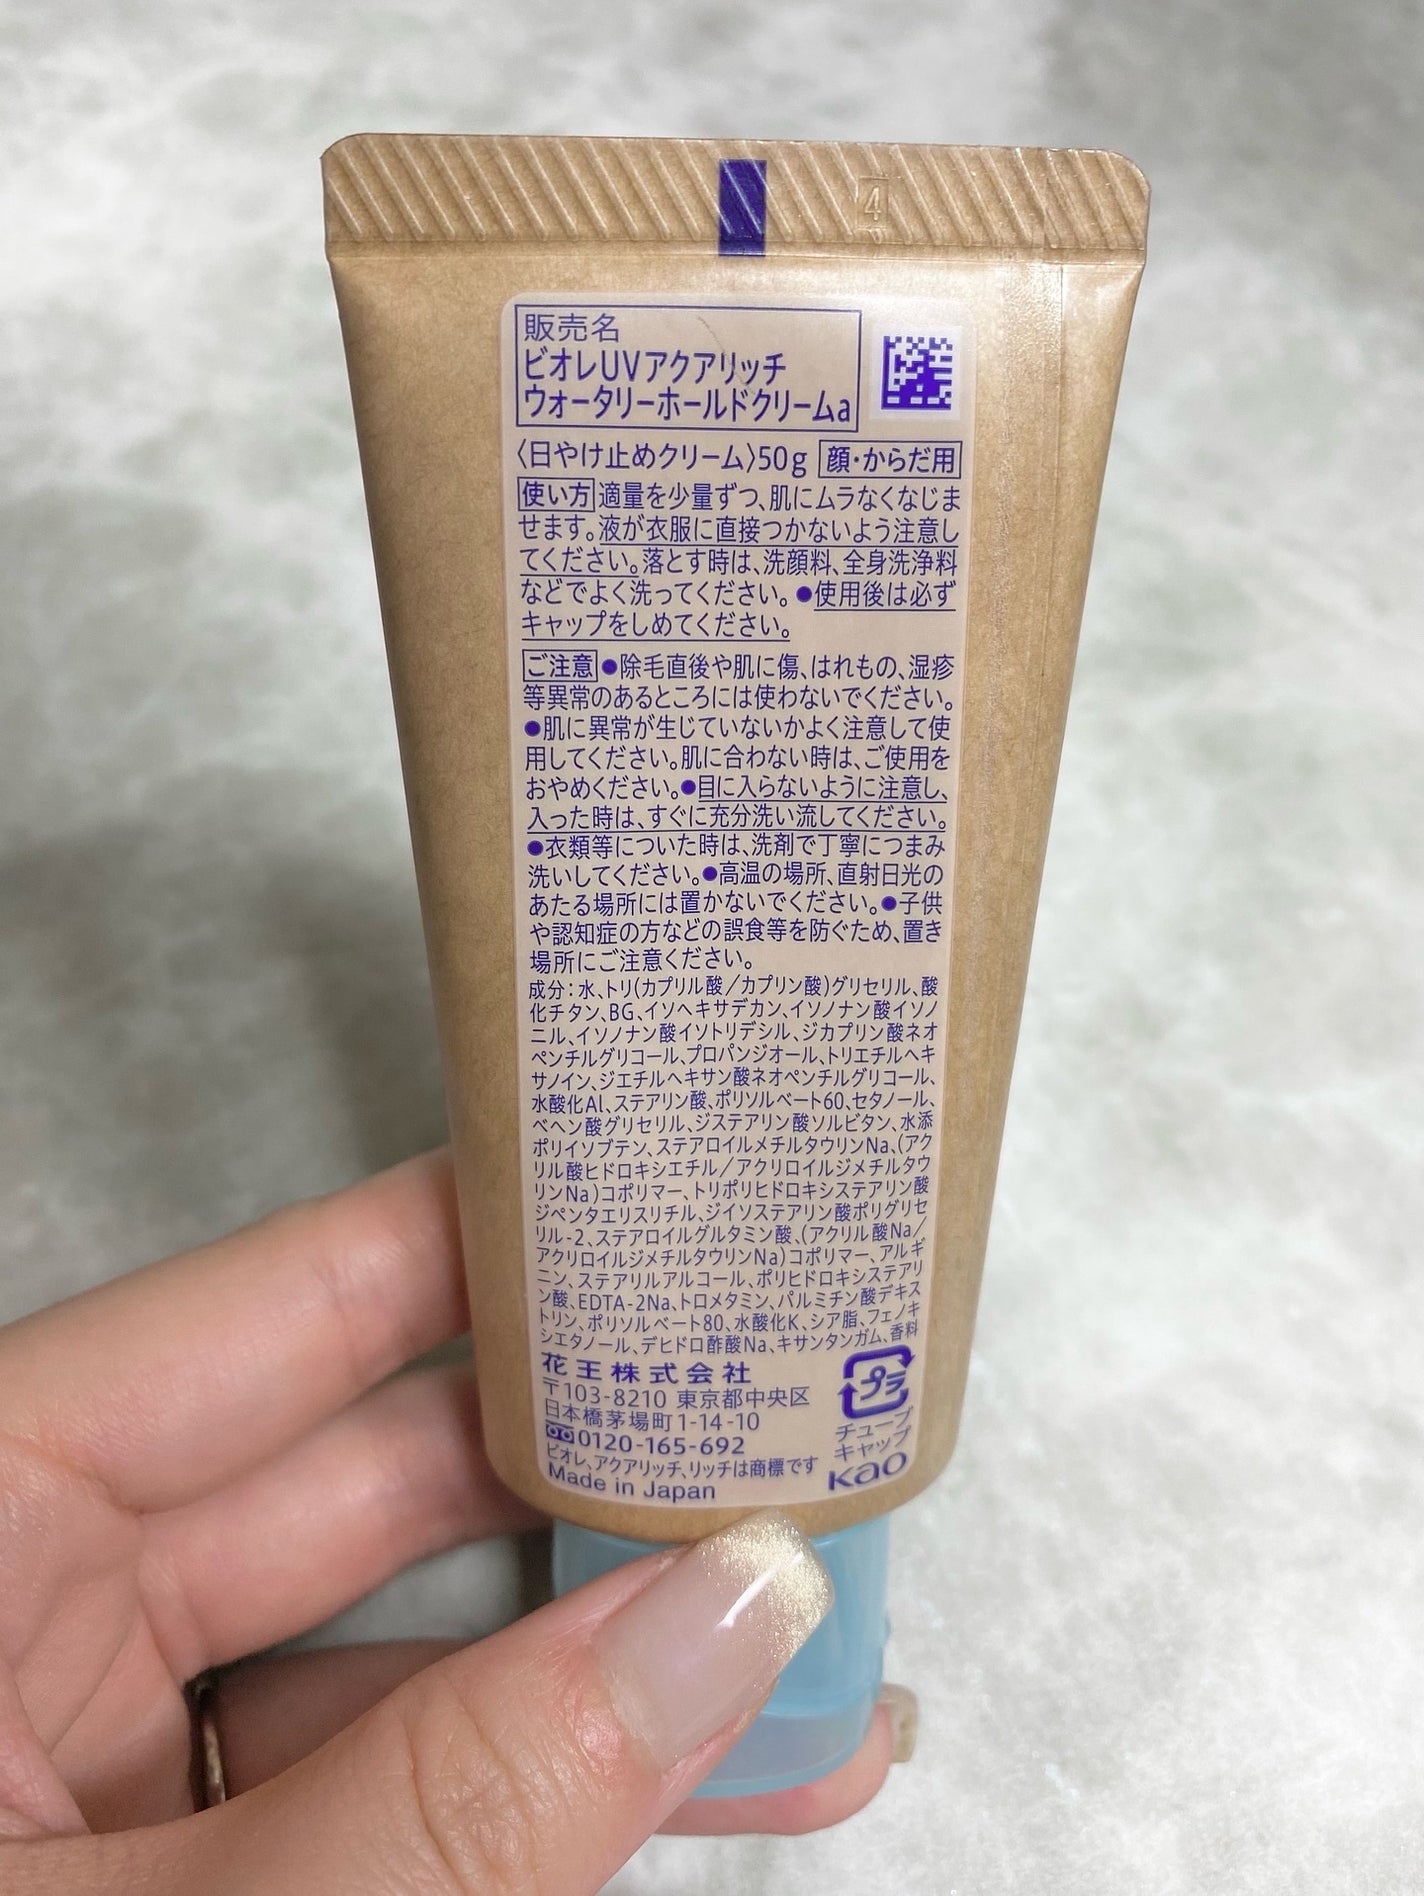 4
販売名
ビオレUVアクアリッチ
ウォータリーホールドクリームa
〈日やけ止めクリーム〉50g 顔・からだ用
使い方 適量を少量ずつ、肌にムラなくなじま
せます。液が衣服に直接つかないよう注意し
てください。落とす時は、洗顔料、全身洗浄料
などでよく洗ってください。●使用後は必ず
キャップをしめてください。
ご注意 ●除毛直後や肌に傷、はれもの、湿疹
等異常のあるところには使わないでください。
●肌に異常が生じていないかよく注意して使
用してください。肌に合わない時は、ご使用を
おやめください。●目に入らないように注意し、
入った時は、すぐに充分洗い流してください。
●衣類等についた時は、洗剤で丁寧につまみ
洗いしてください。●高温の場所、直射日光の
あたる場所には置かないでください。●子供
や認知症の方などの誤食等を防ぐため、置き
場所にご注意ください。
成分：水、トリ(カプリル酸／カプリン酸)グリセリル、酸
化チタン、BG、イソヘキサデカン、イソノナン酸イソノ
ニル、イソノナン酸イソトリデシル、ジカプリン酸ネオ
ペンチルグリコール、プロパンジオール、トリエチルヘキ
サノイン、ジエチルヘキサン酸ネオペンチルグリコール、
水酸化Al、ステアリン酸、ポリソルベート60、セタノール、
ベヘン酸グリセリル、ジステアリン酸ソルビタン、水添
ポリイソブテン、ステアロイルメチルタウリンNa、(アク
リル酸ヒドロキシエチル／アクリロイルジメチルタウ
リンNa)コポリマー、トリポリヒドロキシステアリン酸
ジペンタエリスリチル、ジイソステアリン酸ポリグリセ
リル-2、ステアロイルグルタミン酸、(アクリル酸Na／
アクリロイルジメチルタウリンNa)コポリマー、アルギ
ニン、ステアリルアルコール、ポリヒドロキシステアリ
ン酸、EDTA-2Na、トロメタミン、パルミチン酸デキス
トリン、ポリソルベート80、水酸化K、シア脂、フェノキ
シエタノール、デヒドロ酢酸Na、キサンタンガム、香料
花王株式会社
〒103-8210 東京都中央区
日本橋茅場町1-14-10
0120-165-692
ビオレ、アクアリッチ、リッチは商標です
Made in Japan
プラ
チューブ
キャップ
Kao